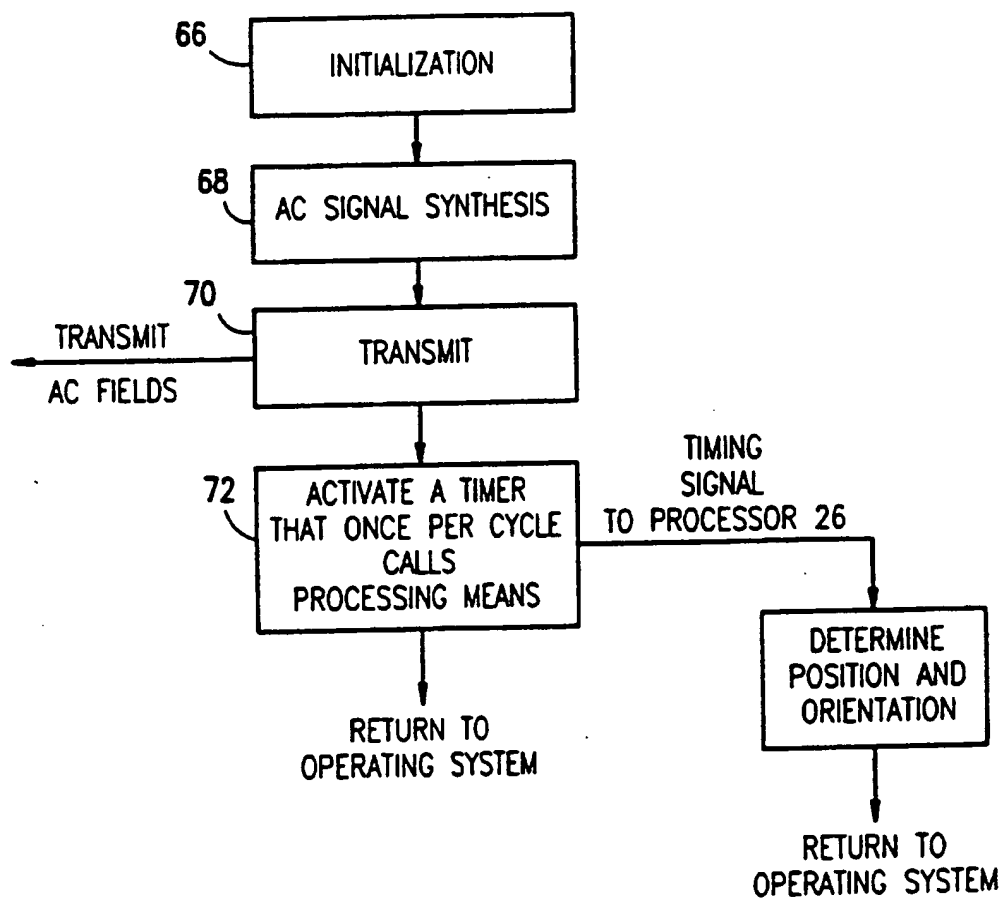 66
INITIALIZATION
68
AC SIGNAL SYNTHESIS
70
TRANSMIT
TRANSMIT
AC FIELDS
72
ACTIVATE A TIMER
THAT ONCE PER CYCLE
CALLS
PROCESSING MEANS
TIMING
SIGNAL
TO PROCESSOR 26
RETURN TO
OPERATING SYSTEM
DETERMINE
POSITION AND
ORIENTATION
RETURN TO
OPERATING SYSTEM